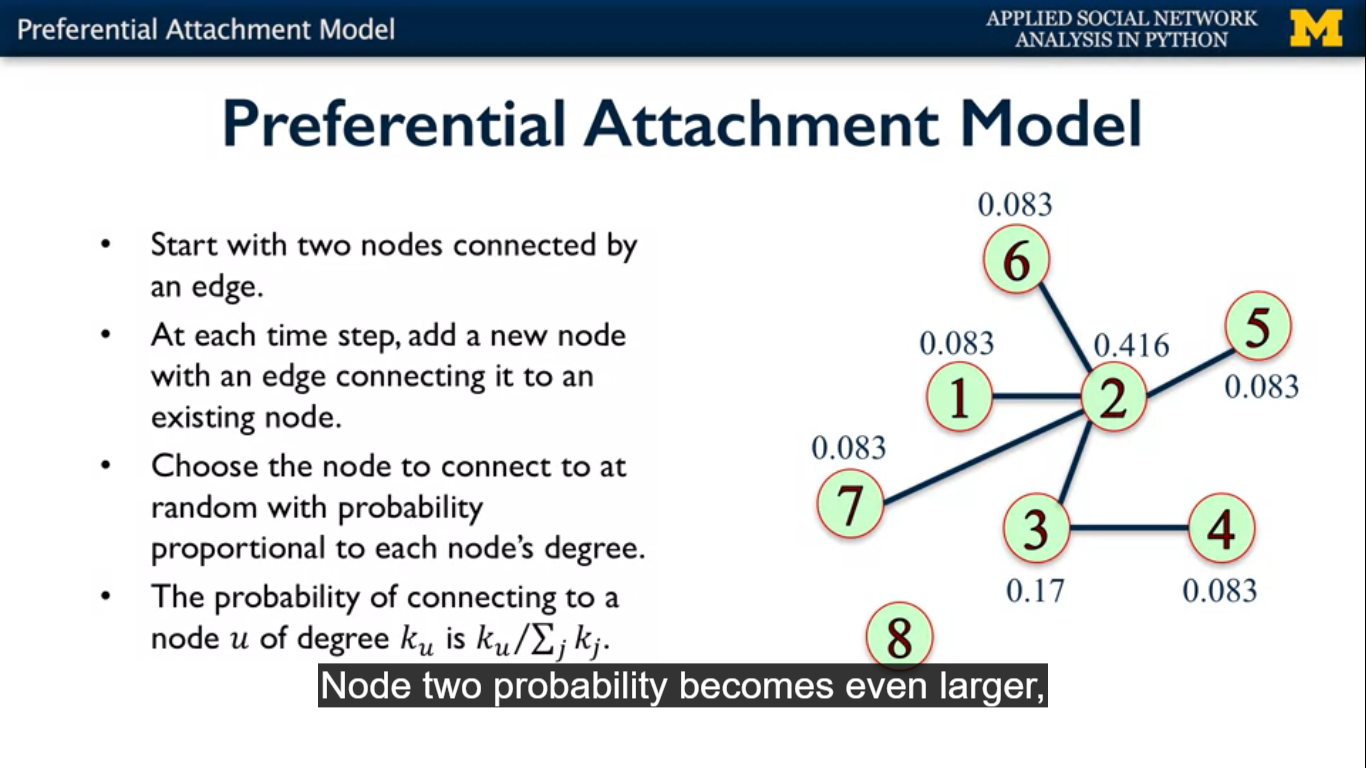 Preferential Attachment Model
APPLIED SOCIAL NETWORK
ANALYSIS IN PYTHON
M
Preferential Attachment Model
• Start with two nodes connected by
an edge.
• At each time step, add a new node
with an edge connecting it to an
existing node.
• Choose the node to connect to at
random with probability
proportional to each node’s degree.
• The probability of connecting to a
node u of degree kᵤ is kᵤ/∑ⱼ kⱼ.
0.083
6
0.083
1
0.416
2
5
0.083
0.083
7
3
0.17
4
0.083
8
Node two probability becomes even larger,